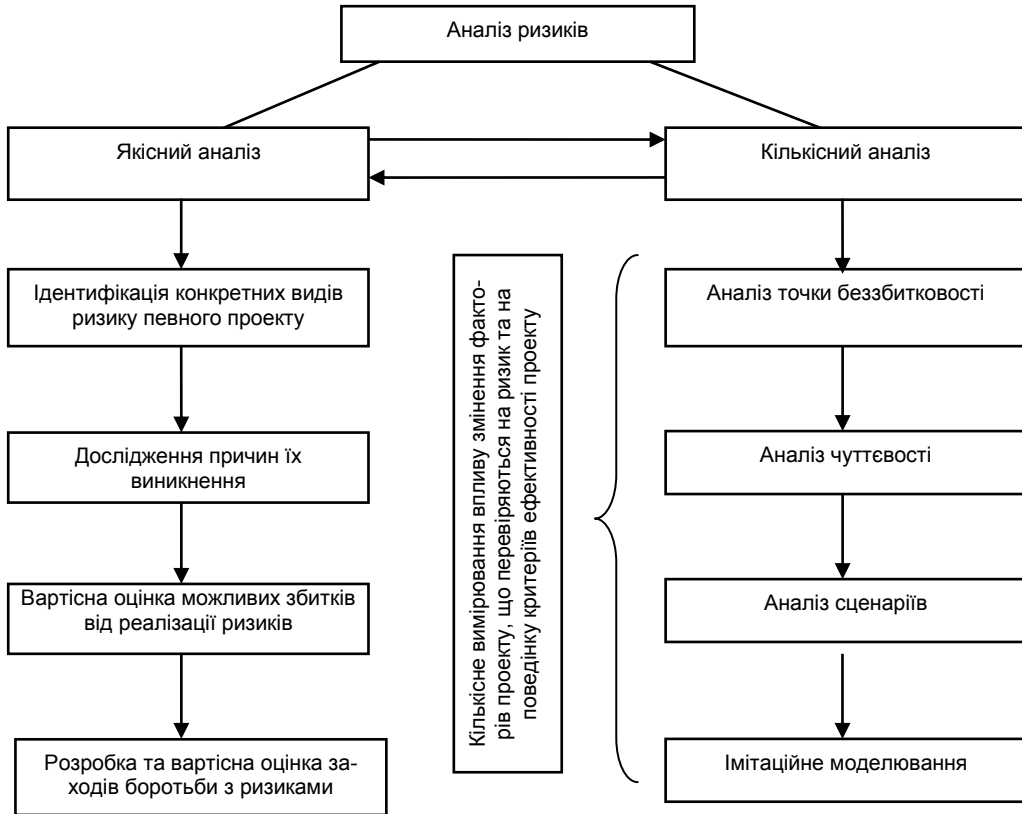 Аналіз ризиків
Якісний аналіз
Кількісний аналіз
Ідентифікація конкретних видів
ризику певного проекту
Дослідження причин їх
виникнення
Вартісна оцінка можливих збитків
від реалізації ризиків
Розробка та вартісна оцінка за-
ходів боротьби з ризиками
Кількісне вимірювання впливу змінення факто-
рів проекту, що перевіряються на ризик та на
поведінку критеріїв ефективності проекту
Аналіз точки беззбитковості
Аналіз чуттєвості
Аналіз сценаріїв
Імітаційне моделювання